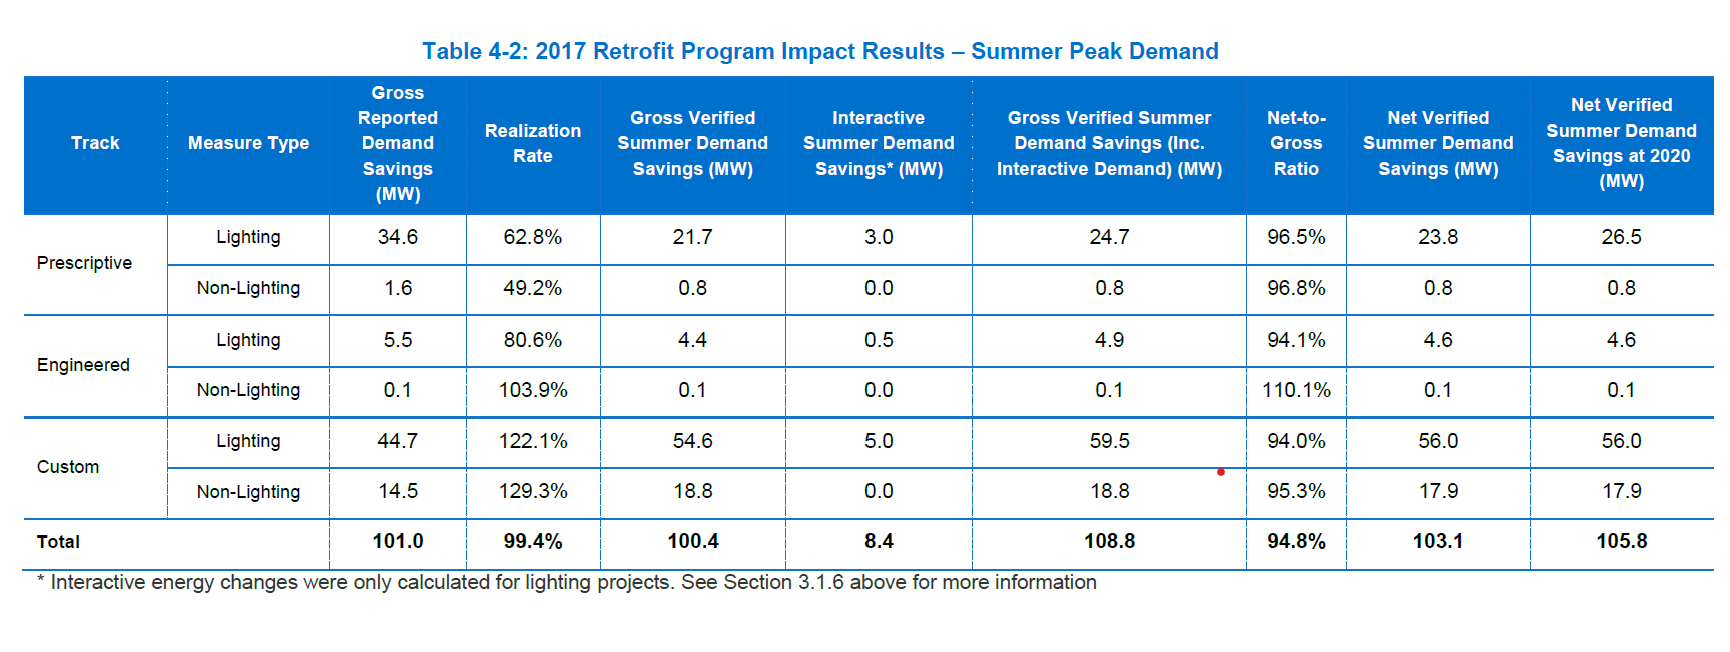 Table 4-2: 2017 Retrofit Program Impact Results – Summer Peak Demand
Track Measure Type Gross Reported Demand Savings (MW) Realization Rate Gross Verified Summer Demand Savings (MW) Interactive Summer Demand Savings* (MW) Gross Verified Summer Demand Savings (Inc. Interactive Demand) (MW) Net-to-Gross Ratio Net Verified Summer Demand Savings (MW) Net Verified Summer Demand Savings at 2020 (MW)
Prescriptive Lighting 34.6 62.8% 21.7 3.0 24.7 96.5% 23.8 26.5
Non-Lighting 1.6 49.2% 0.8 0.0 0.8 96.8% 0.8 0.8
Engineered Lighting 5.5 80.6% 4.4 0.5 4.9 94.1% 4.6 4.6
Non-Lighting 0.1 103.9% 0.1 0.0 0.1 110.1% 0.1 0.1
Custom Lighting 44.7 122.1% 54.6 5.0 59.5 94.0% 56.0 56.0
Non-Lighting 14.5 129.3% 18.8 0.0 18.8 95.3% 17.9 17.9
Total 101.0 99.4% 100.4 8.4 108.8 94.8% 103.1 105.8
* Interactive energy changes were only calculated for lighting projects. See Section 3.1.6 above for more information